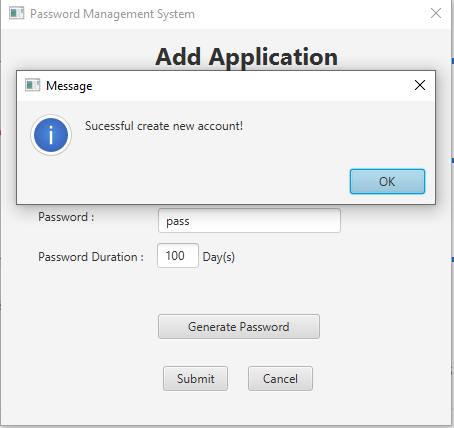 Password Management System
Add Application
Message
Sucessful create new account!
OK
Password :
pass
Password Duration :
100
Day(s)
Generate Password
Submit
Cancel